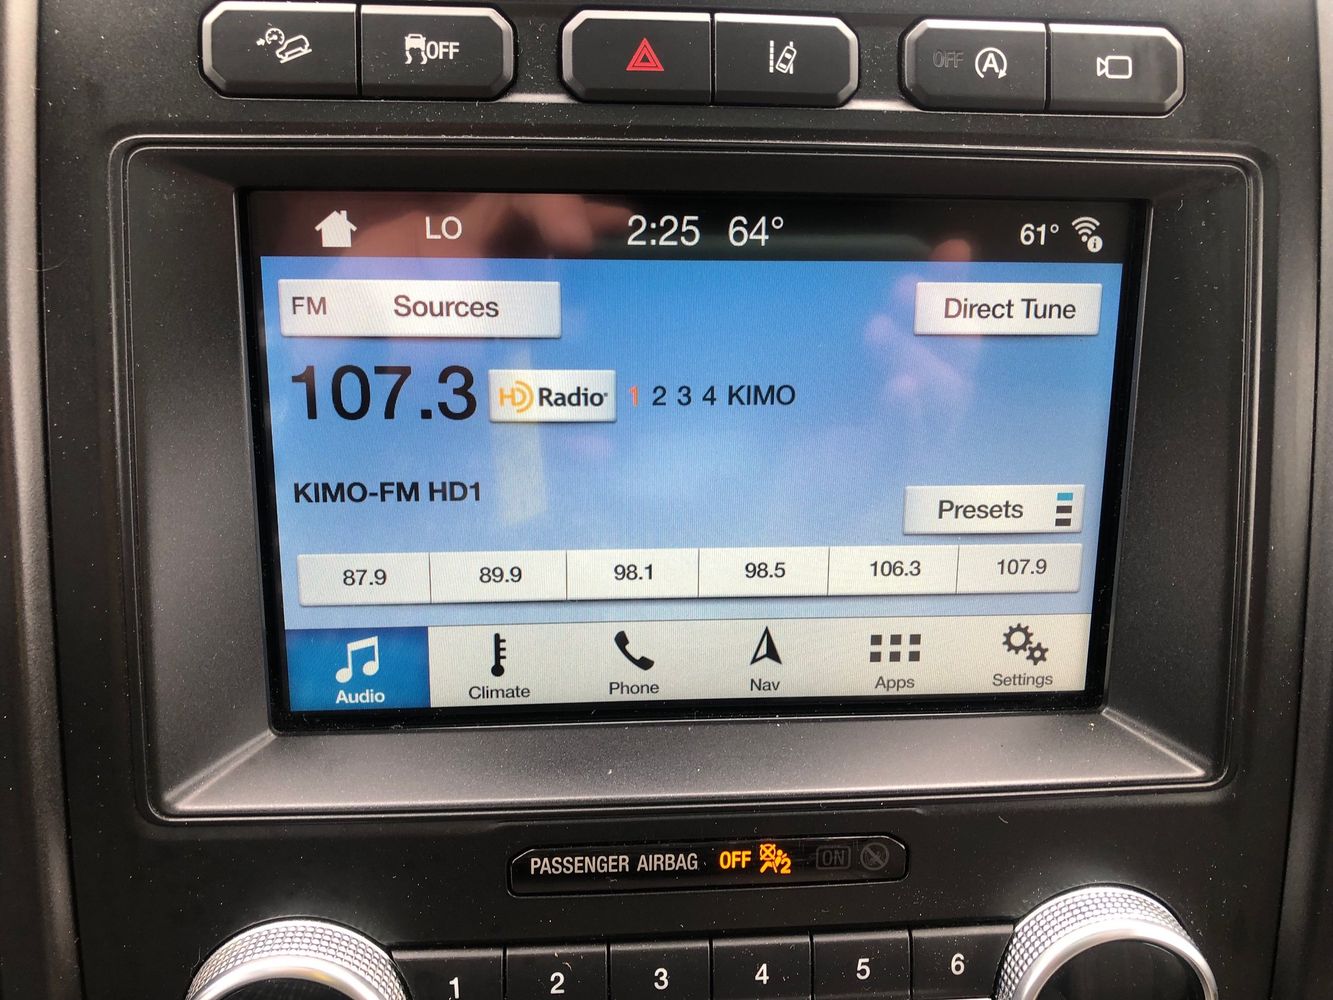 OFF OFF A
LO 2:25 64° 61°
FM Sources Direct Tune
107.3 HD Radio 1 2 3 4 KIMO
KIMO-FM HD1
Presets
87.9 89.9 98.1 98.5 106.3 107.9
Audio Climate Phone Nav Apps Settings
PASSENGER AIRBAG OFF 2 ON
1 2 3 4 5 6